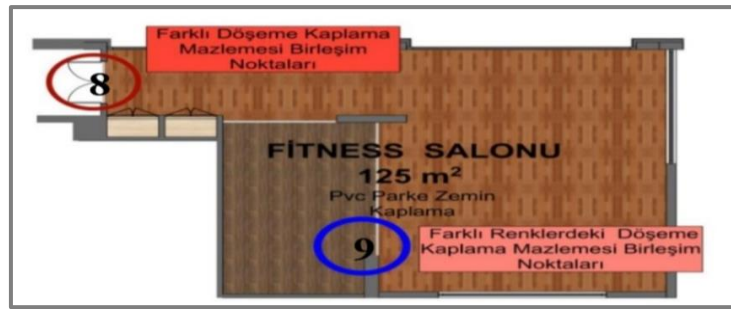 Farklı Döşeme Kaplama
Mazlemesi Birleşim
Noktaları
8
FİTNESS SALONU
125 m²
Pvc Parke Zemin
Kaplama
9
Farklı Renklerdeki Döşeme
Kaplama Mazlemesi Birleşim
Noktaları